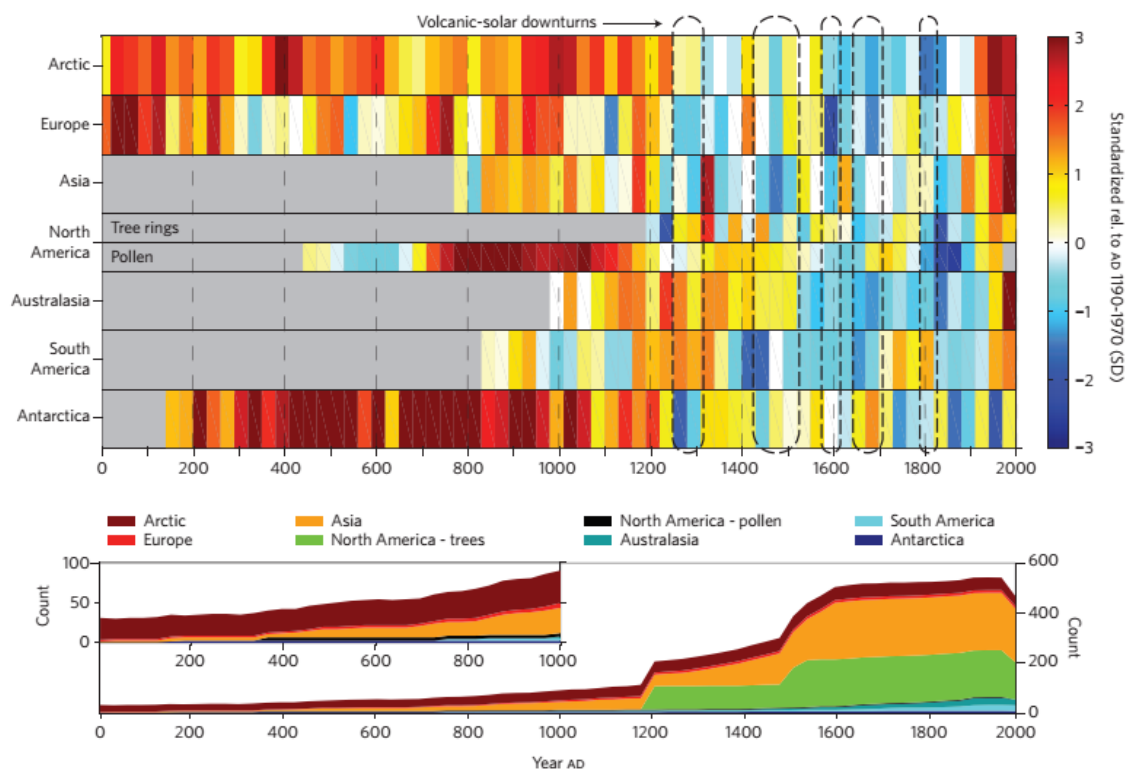 Volcanic-solar downturns
Arctic
Europe
Asia
North
America
Tree rings
Pollen
Australasia
South
America
Antarctica
0 200 400 600 800 1000 1200 1400 1600 1800 2000
3
2
1
0
−1
−2
−3
Standardized rel. to AD 1190-1970 (SD)
Arctic Asia North America - pollen South America
Europe North America - trees Australasia Antarctica
100
50
0
Count
200 400 600 800 1000
600
400
200
0
Count
0 200 400 600 800 1000 1200 1400 1600 1800 2000
Year AD